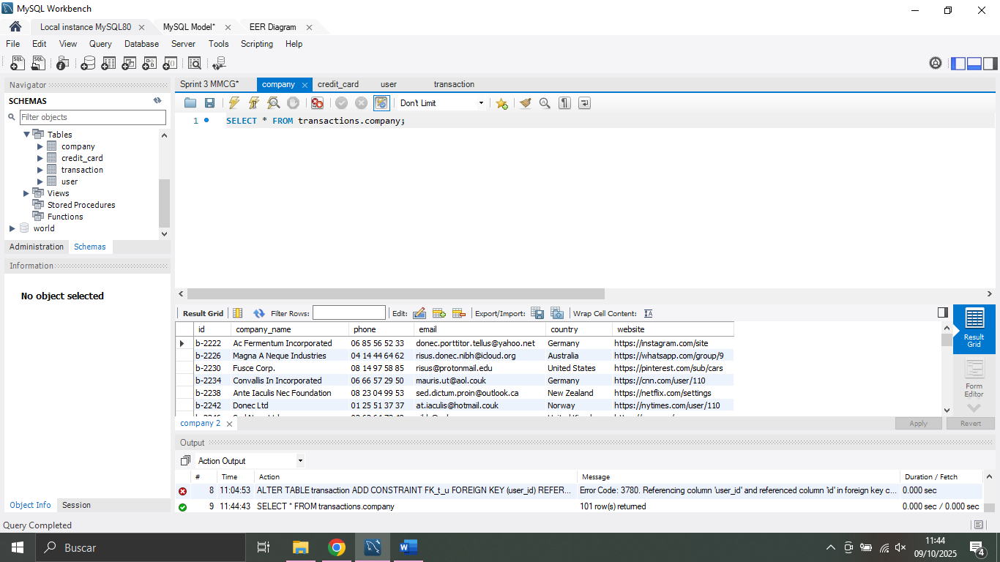 MySQL Workbench
Local instance MySQL80 MySQL Model* EER Diagram
File Edit View Query Database Server Tools Scripting Help
Navigator
SCHEMAS
Filter objects
Tables
company
credit_card
transaction
user
Views
Stored Procedures
Functions
world
Administration Schemas
Information
No object selected
Object Info Session
Sprint 3 MMCG* company credit_card user transaction
Don't Limit
1 SELECT * FROM transactions.company;
Result Grid Filter Rows: Edit: Export/Import: Wrap Cell Content:
id company_name phone email country website
b-2222 Ac Fermentum Incorporated 06 85 56 52 33 donec.porttitor.tellus@yahoo.net Germany https://instagram.com/site
b-2226 Magna A Neque Industries 04 14 44 64 62 risus.donec.nibh@icloud.org Australia https://whatsapp.com/group/9
b-2230 Fusce Corp. 08 14 97 58 85 risus@protonmail.edu United States https://pinterest.com/sub/cars
b-2234 Convallis In Incorporated 06 66 57 29 50 mauris.ut@aol.couk Germany https://cnn.com/user/110
b-2238 Ante Iaculis Nec Foundation 08 23 04 99 53 sed.dictum.proin@outlook.ca New Zealand https://netflix.com/settings
b-2242 Donec Ltd 01 25 51 37 37 at.iaculis@hotmail.couk Norway https://nytimes.com/user/110
Result Grid
Form Editor
company 2 Apply Revert
Output
Action Output
# Time Action Message Duration / Fetch
8 11:04:53 ALTER TABLE transaction ADD CONSTRAINT FK_t_u FOREIGN KEY (user_id) REFER... Error Code: 3780. Referencing column 'user_id' and referenced column 'id' in foreign key c... 0.000 sec
9 11:44:43 SELECT * FROM transactions.company 101 row(s) returned 0.000 sec / 0.000 sec
Query Completed
Buscar
11:44
09/10/2025
4